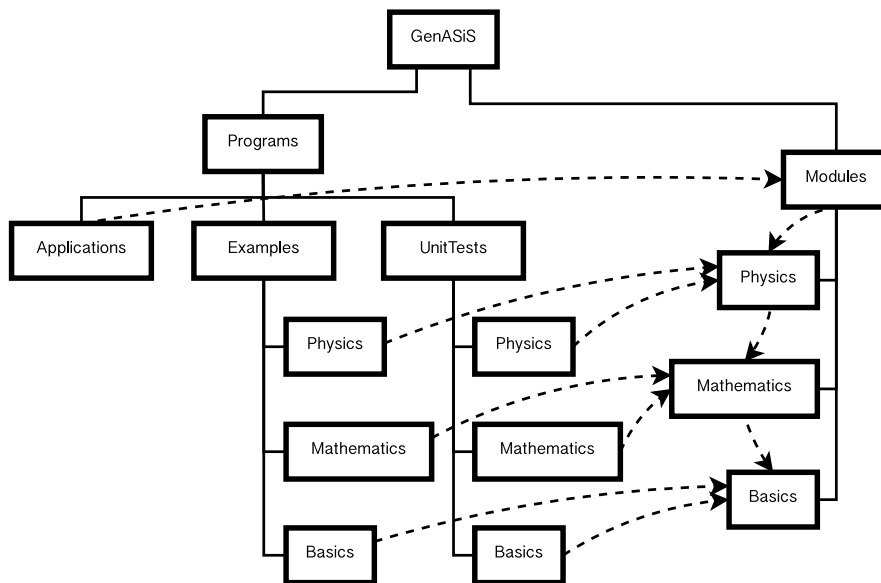 GenASiS
Programs
Modules
Applications
Examples
UnitTests
Physics
Physics
Physics
Mathematics
Mathematics
Mathematics
Basics
Basics
Basics